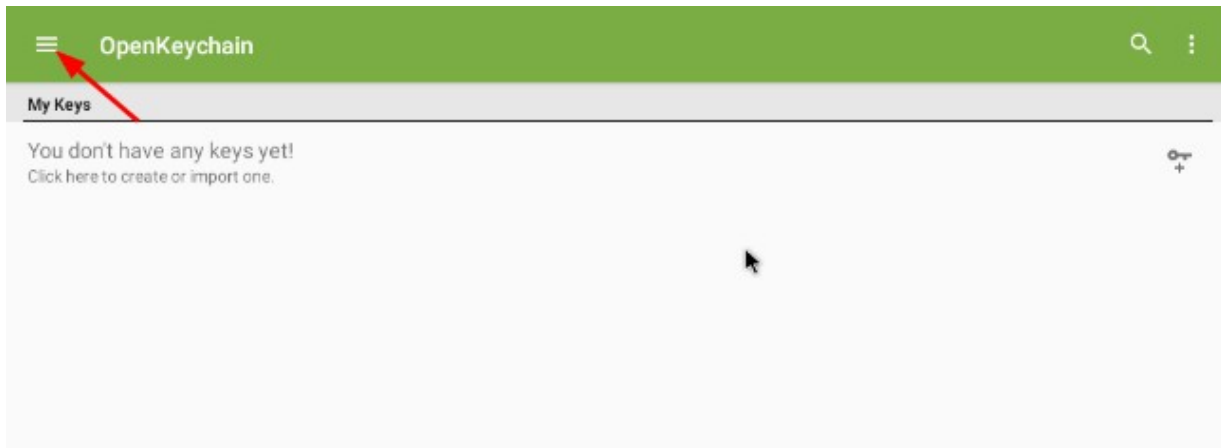 OpenKeychain
My Keys
You don't have any keys yet!
Click here to create or import one.